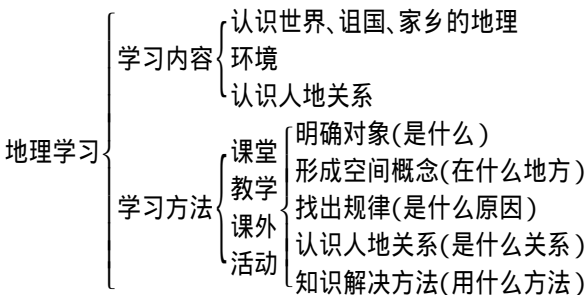 地理学习
学习内容
认识世界、诅国、家乡的地理
环境
认识人地关系
学习方法
课堂
教学
课外
活动
明确对象(是什么)
形成空间概念(在什么地方)
找出规律(是什么原因)
认识人地关系(是什么关系)
知识解决方法(用什么方法)